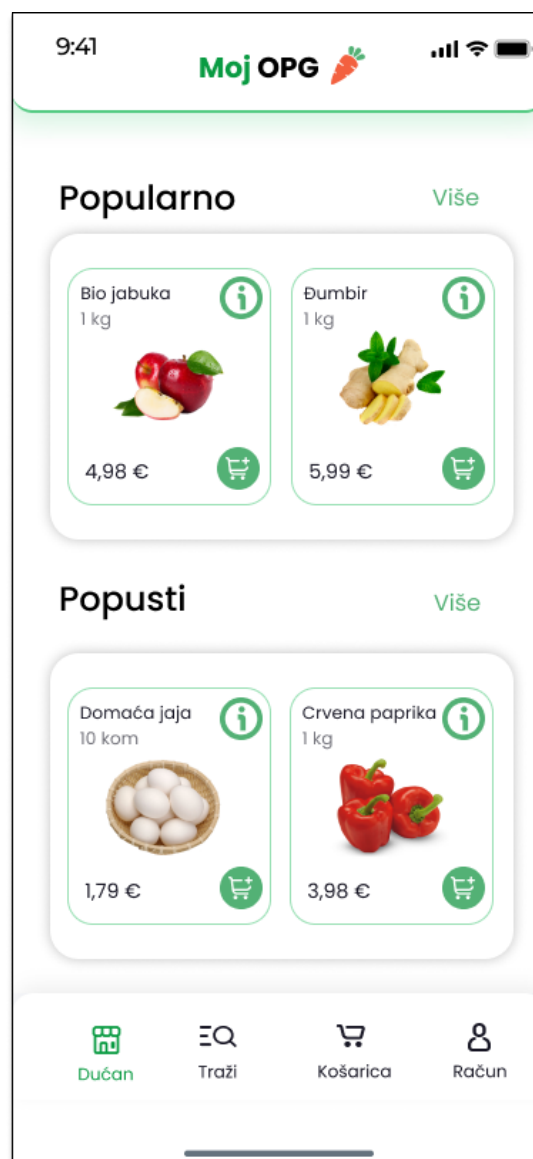 9:41
Moj OPG
Popularno
Više
Bio jabuka
1 kg
4,98 €
Đumbir
1 kg
5,99 €
Popusti
Više
Domaća jaja
10 kom
1,79 €
Crvena paprika
1 kg
3,98 €
Dućan
Traži
Košarica
Račun